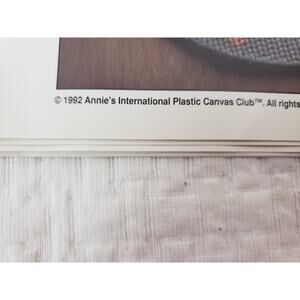 © 1992 Annie's International Plastic Canvas Club™. All rights